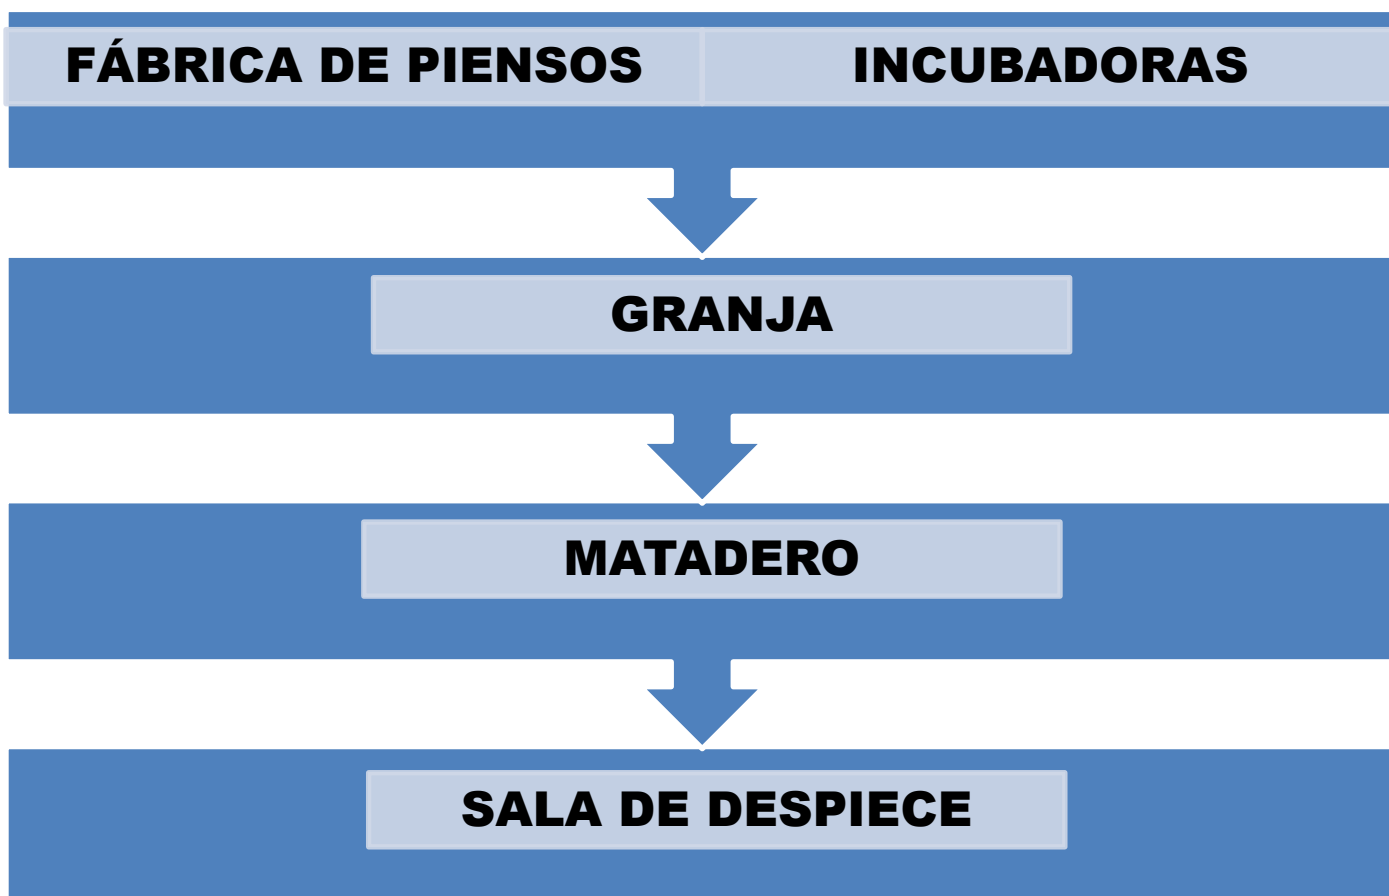 FÁBRICA DE PIENSOS
INCUBADORAS
GRANJA
MATADERO
SALA DE DESPIECE